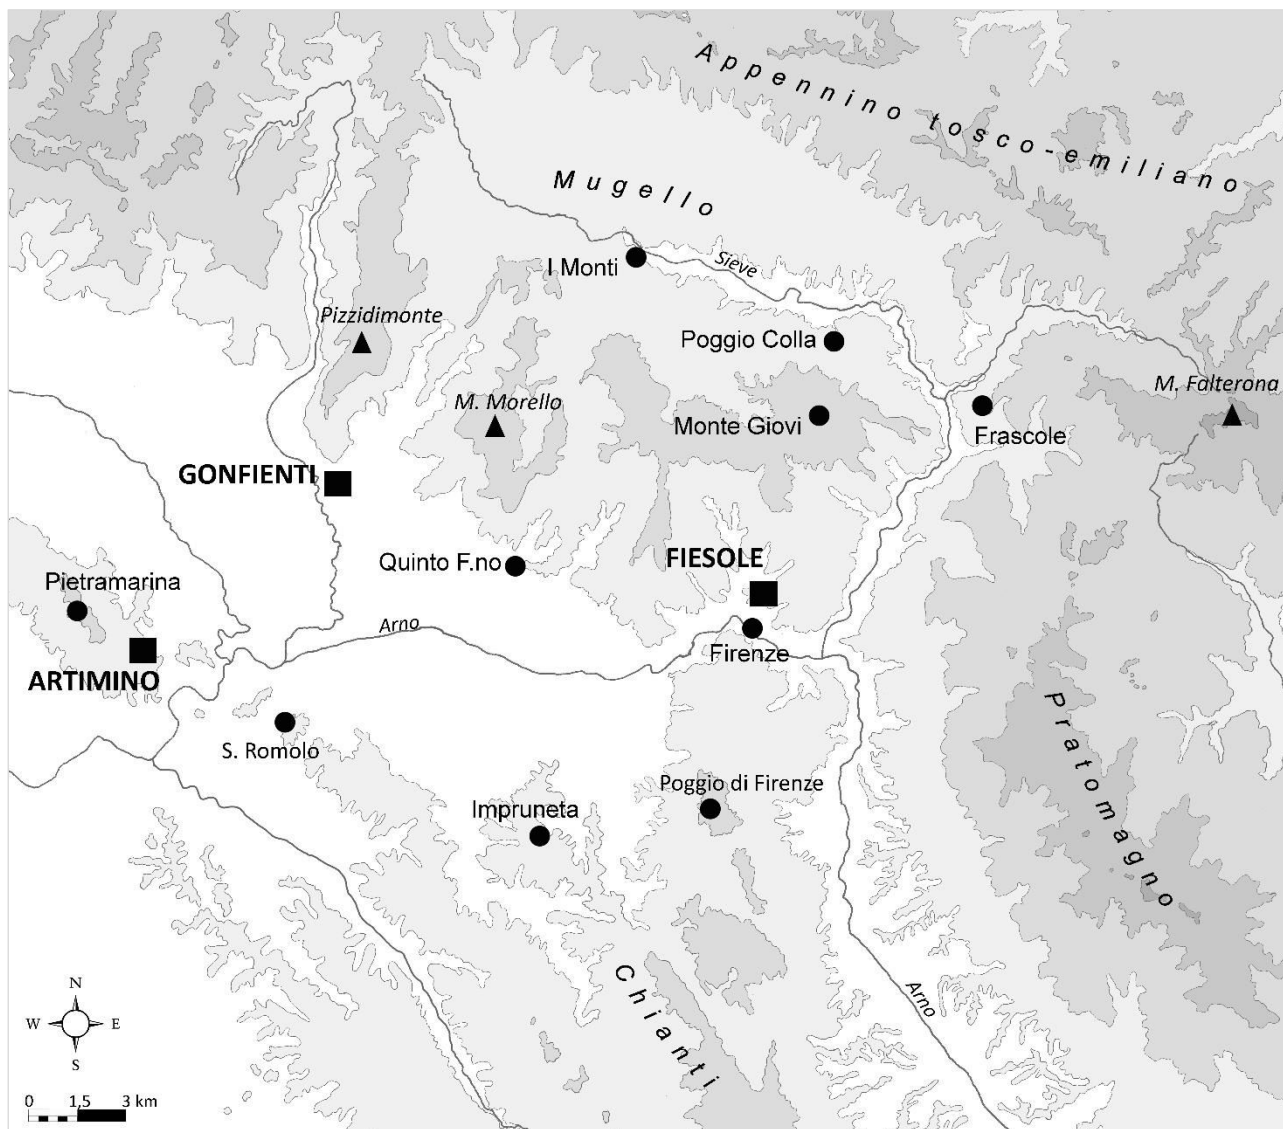 Appennino tosco-emiliano
Mugello
I Monti
Sieve
Pizzidimonte
Poggio Colla
M. Falterona
M. Morello
Monte Giovi
Frascole
GONFIENTI
Quinto F.no
FIESOLE
Pietramarina
Arno
Firenze
ARTIMINO
S. Romolo
Pratomagno
Poggio di Firenze
Impruneta
Chianti
Arno
N
W E
S
0 1,5 3 km